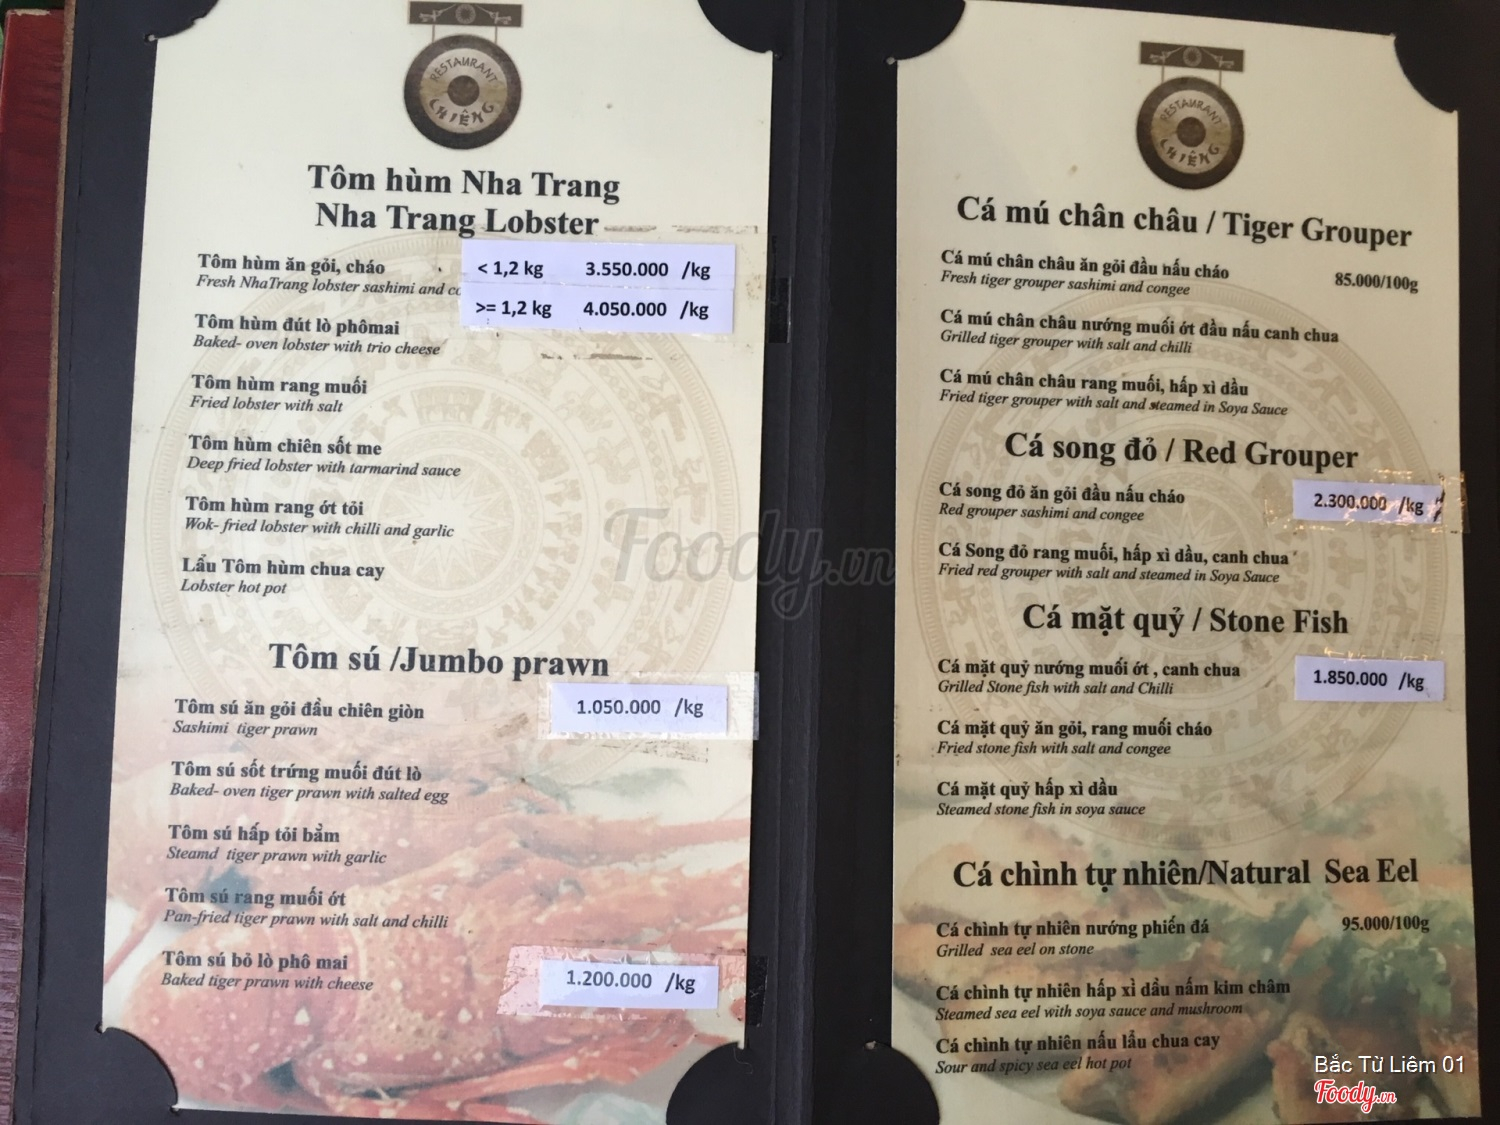 RESTAURANT
CHIÊNG
Tôm hùm Nha Trang
Nha Trang Lobster
Tôm hùm ăn gỏi, cháo
Fresh NhaTrang lobster sashimi and
< 1,2 kg 3.550.000 /kg
>= 1,2 kg 4.050.000 /kg
Tôm hùm đút lò phômai
Baked- oven lobster with trio cheese
Tôm hùm rang muối
Fried lobster with salt
Tôm hùm chiên sốt me
Deep fried lobster with tarmarind sauce
Tôm hùm rang ớt tỏi
Wok- fried lobster with chilli and garlic
Lẩu Tôm hùm chua cay
Lobster hot pot
Tôm sú /Jumbo prawn
Tôm sú ăn gỏi đầu chiên giòn 1.050.000 /kg
Sashimi tiger prawn
Tôm sú sốt trứng muối đút lò
Baked- oven tiger prawn with salted egg
Tôm sú hấp tỏi bằm
Steamd tiger prawn with garlic
Tôm sú rang muối ớt
Pan-fried tiger prawn with salt and chilli
Tôm sú bỏ lò phô mai 1.200.000 /kg
Baked tiger prawn with cheese
RESTAURANT
CHIÊNG
Cá mú chân châu / Tiger Grouper
Cá mú chân châu ăn gỏi đầu nấu cháo 85.000/100g
Fresh tiger grouper sashimi and congee
Cá mú chân châu nướng muối ớt đầu nấu canh chua
Grilled tiger grouper with salt and chilli
Cá mú chân châu rang muối, hấp xì dầu
Fried tiger grouper with salt and steamed in Soya Sauce
Cá song đỏ / Red Grouper
Cá song đỏ ăn gỏi đầu nấu cháo 2.300.000 /kg
Red grouper sashimi and congee
Cá Song đỏ rang muối, hấp xì dầu, canh chua
Fried red grouper with salt and steamed in Soya Sauce
Cá mặt quỷ / Stone Fish
Cá mặt quỷ nướng muối ớt , canh chua 1.850.000 /kg
Grilled Stone fish with salt and Chilli
Cá mặt quỷ ăn gỏi, rang muối cháo
Fried stone fish with salt and congee
Cá mặt quỷ hấp xì dầu
Steamed stone fish in soya sauce
Cá chình tự nhiên/Natural Sea Eel
Cá chình tự nhiên nướng phiến đá 95.000/100g
Grilled sea eel on stone
Cá chình tự nhiên hấp xì dầu nấm kim châm
Steamed sea eel with soya sauce and mushroom
Cá chình tự nhiên nấu lẩu chua cay
Sour and spicy sea eel hot pot
Foody.vn
Bắc Từ Liêm 01
Foody.vn